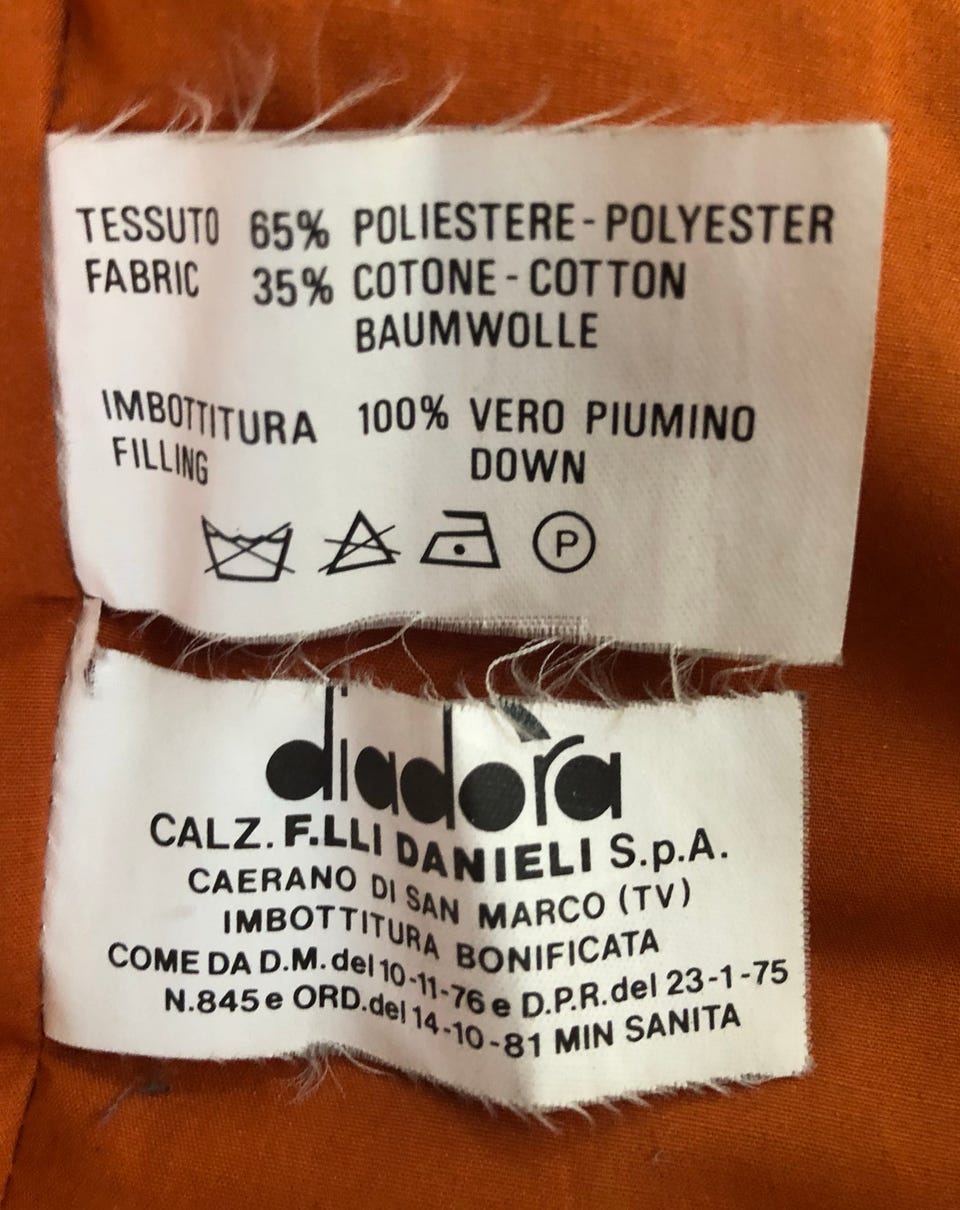 TESSUTO 65% POLIESTERE - POLYESTER
FABRIC 35% COTONE - COTTON
BAUMWOLLE
IMBOTTITURA 100% VERO PIUMINO
FILLING DOWN
P
diadòra
CALZ. F.LLI DANIELI S.p.A.
CAERANO DI SAN MARCO (TV)
IMBOTTITURA BONIFICATA
COME DA D.M. del 10-11-76 e D.P.R. del 23-1-75
N.845 e ORD. del 14-10-81 MIN SANITA